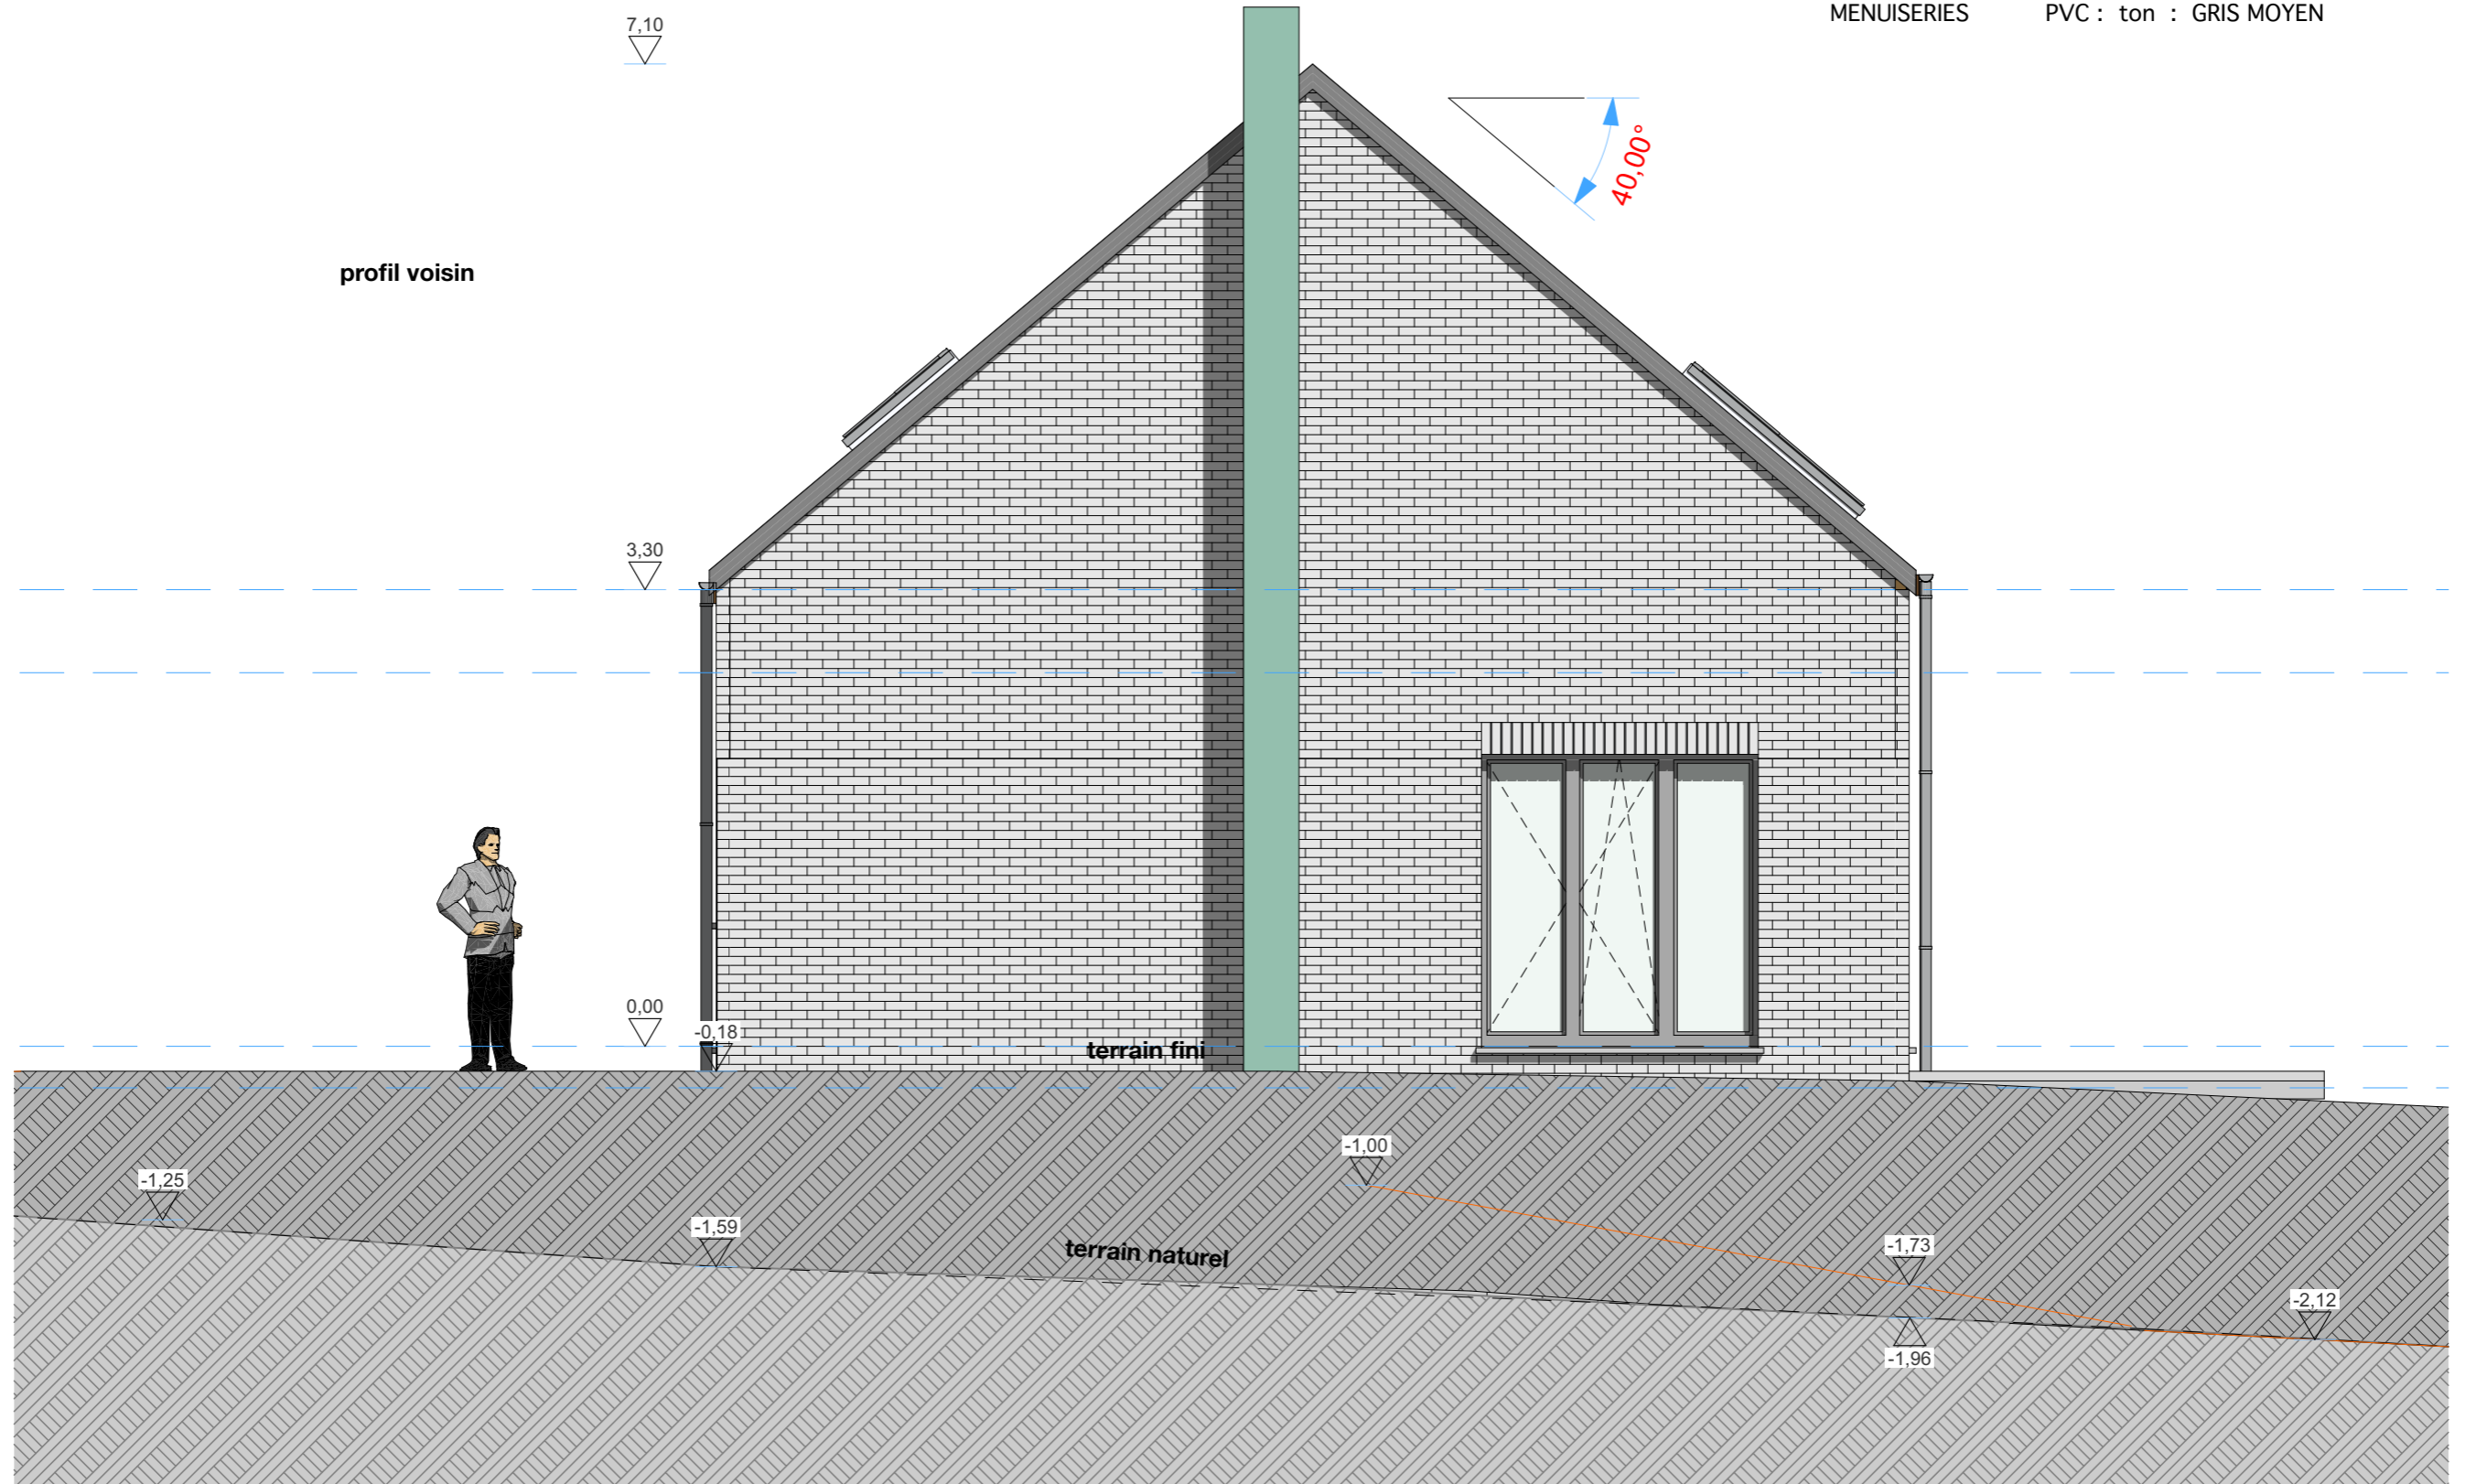 MENUISERIES PVC : ton : GRIS MOYEN
7,10
40,00°
profil voisin
3,30
0,00
-0,18
terrain fini
-1,00
-1,25
-1,59
terrain naturel
-1,73
-2,12
-1,96